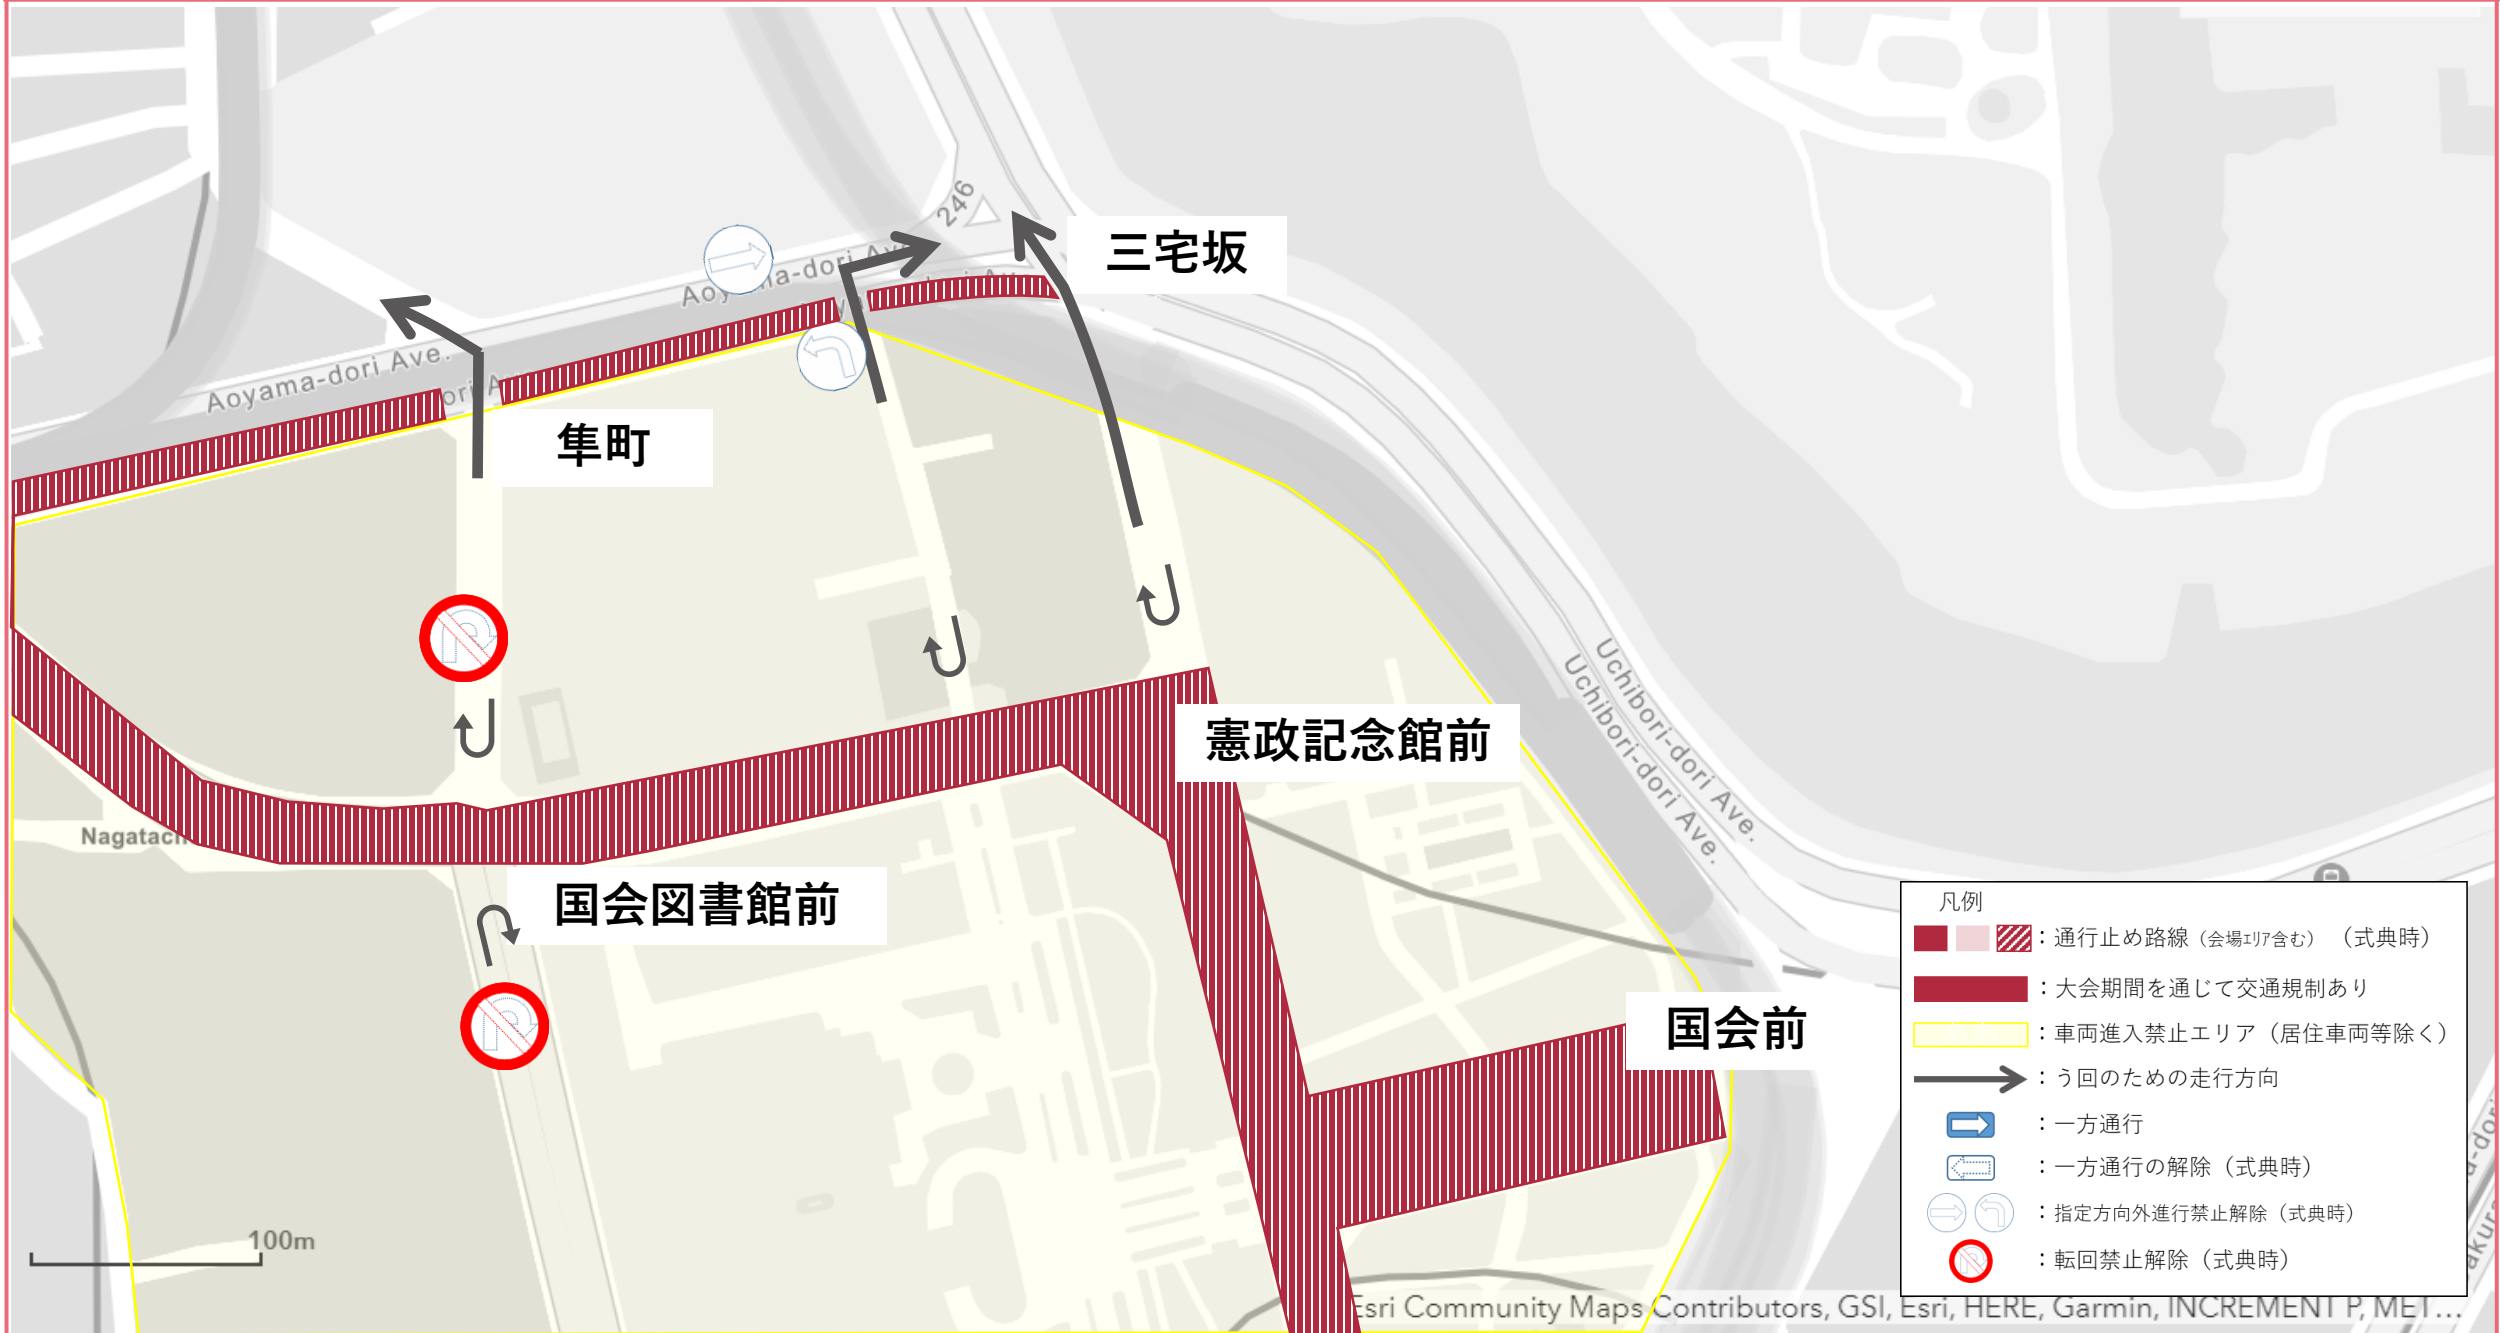 246
三宅坂
Aoyama-dori
Aoyama-dori Ave.
隼町
Uchibori-dori Ave.
Uchibori-dori Ave.
憲政記念館前
国会図書館前
国会前
100m
凡例
：通行止め路線（会場エリア含む）（式典時）
：大会期間を通じて交通規制あり
：車両進入禁止エリア（居住車両等除く）
：う回のための走行方向
：一方通行
：一方通行の解除（式典時）
：指定方向外進行禁止解除（式典時）
：転回禁止解除（式典時）
Esri Community Maps Contributors, GSI, Esri, HERE, Garmin, INCREMENT P, MET...